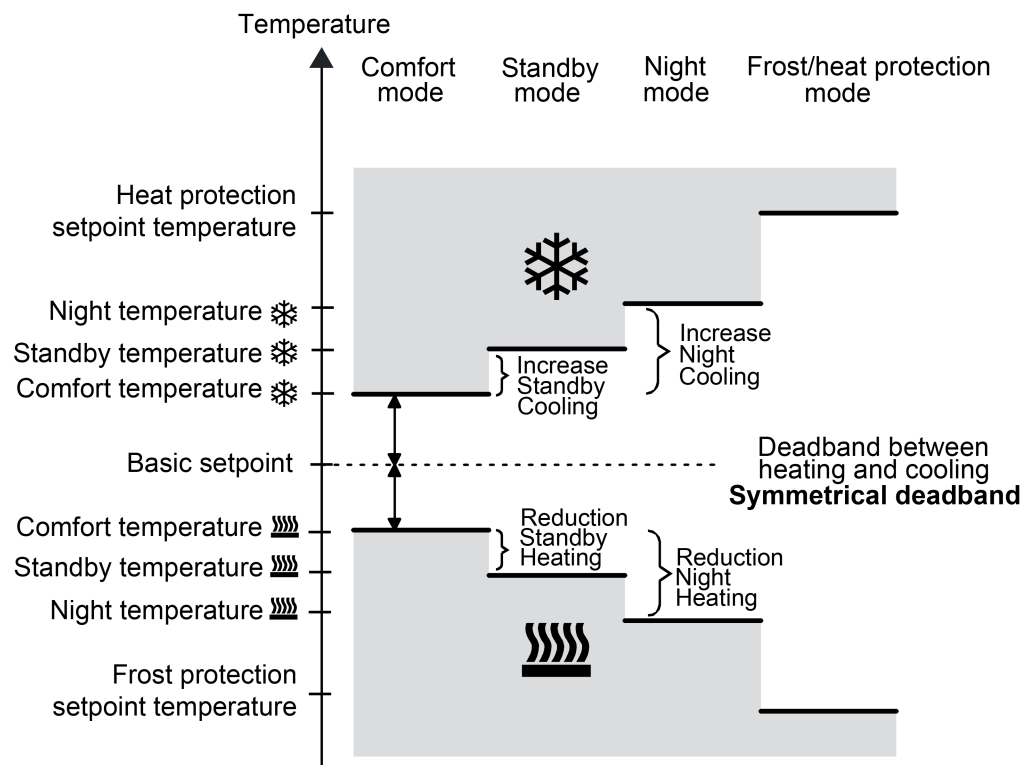 Temperature
Comfort
mode
Standby
mode
Night
mode
Frost/heat protection
mode
Heat protection
setpoint temperature
Night temperature
Standby temperature
Comfort temperature
Increase
Standby
Cooling
Increase
Night
Cooling
Basic setpoint
Deadband between
heating and cooling
Symmetrical deadband
Comfort temperature
Standby temperature
Night temperature
Reduction
Standby
Heating
Reduction
Night
Heating
Frost protection
setpoint temperature